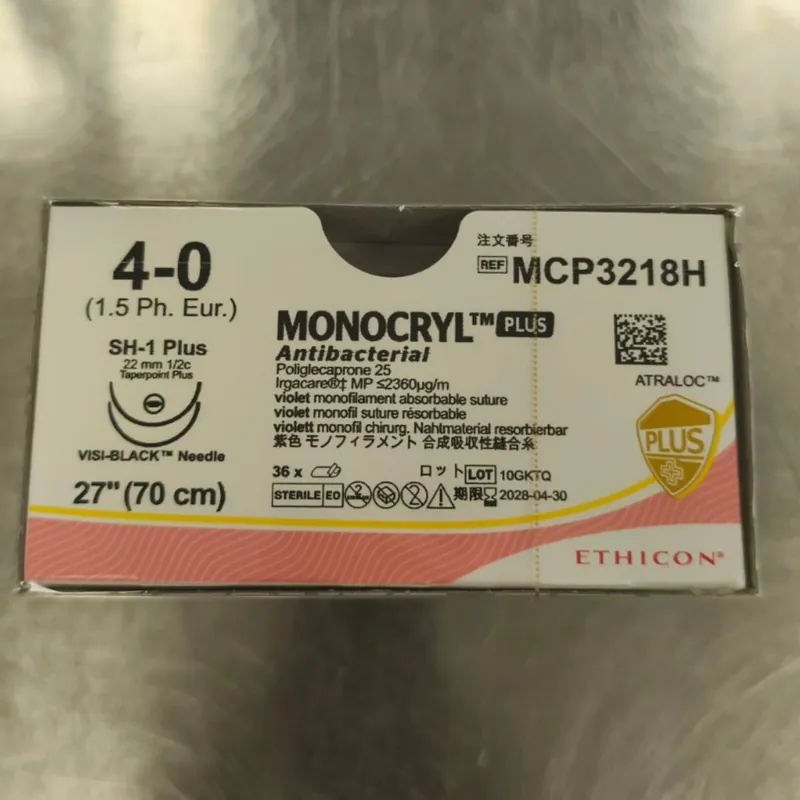 4-0
(1.5 Ph. Eur.)
SH-1 Plus
22 mm 1/2c
Taperpoint Plus
VISI-BLACK™ Needle
27" (70 cm)
注文番号
REF MCP3218H
MONOCRYL™ PLUS
Antibacterial
Poliglecaprone 25
Irgacare®‡ MP ≤2360µg/m
violet monofilament absorbable suture
violet monofil suture résorbable
violett monofil chirurg. Nahtmaterial resorbierbar
紫色 モノフィラメント 合成吸収性縫合糸
36 x
ロット LOT 10GKTQ
STERILE EO
期限 2028-04-30
ATRALOC™
PLUS
ETHICON®